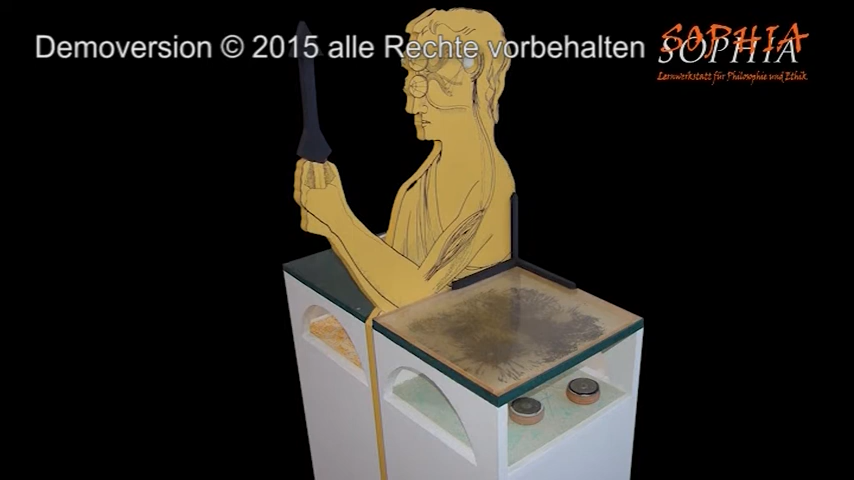 Demoversion © 2015 alle Rechte vorbehalten
SOPHIA
SOPHIA
Lernwerkstatt für Philosophie und Ethik